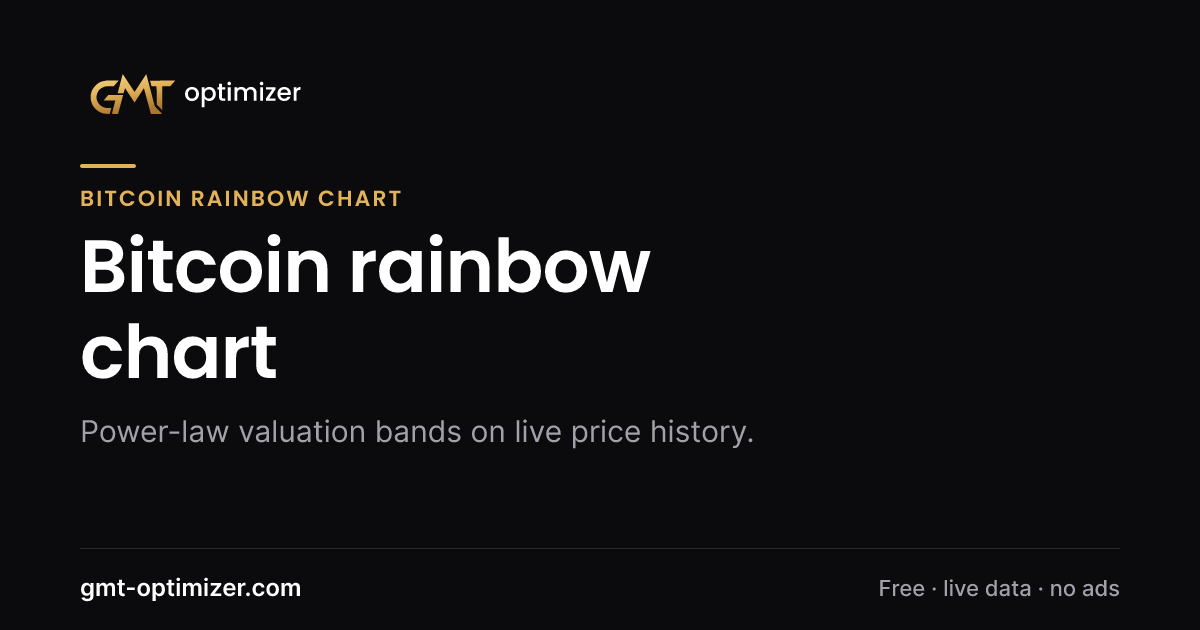 GMT optimizer
BITCOIN RAINBOW CHART
Bitcoin rainbow
chart
Power-law valuation bands on live price history.
gmt-optimizer.com
Free · live data · no ads